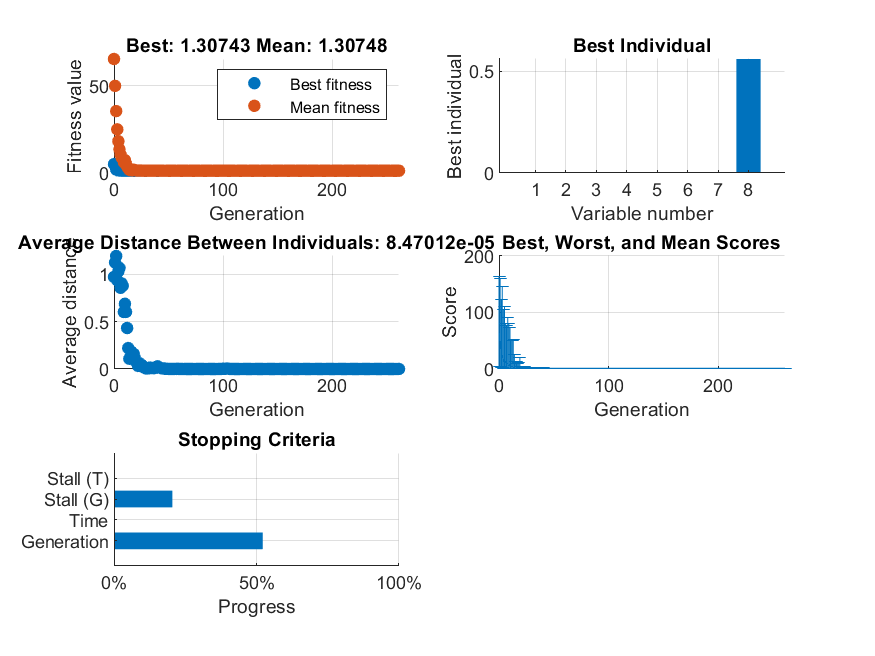 Best: 1.30743 Mean: 1.30748
Fitness value
50
0
0 100 200
Generation
Best fitness
Mean fitness
Best Individual
Best individual
0.5
0
1 2 3 4 5 6 7 8
Variable number
Average Distance Between Individuals: 8.47012e-05
Average distance
1
0.5
0
0 100 200
Generation
Best, Worst, and Mean Scores
Score
200
100
0
0 100 200
Generation
Stopping Criteria
Stall (T)
Stall (G)
Time
Generation
0% 50% 100%
Progress